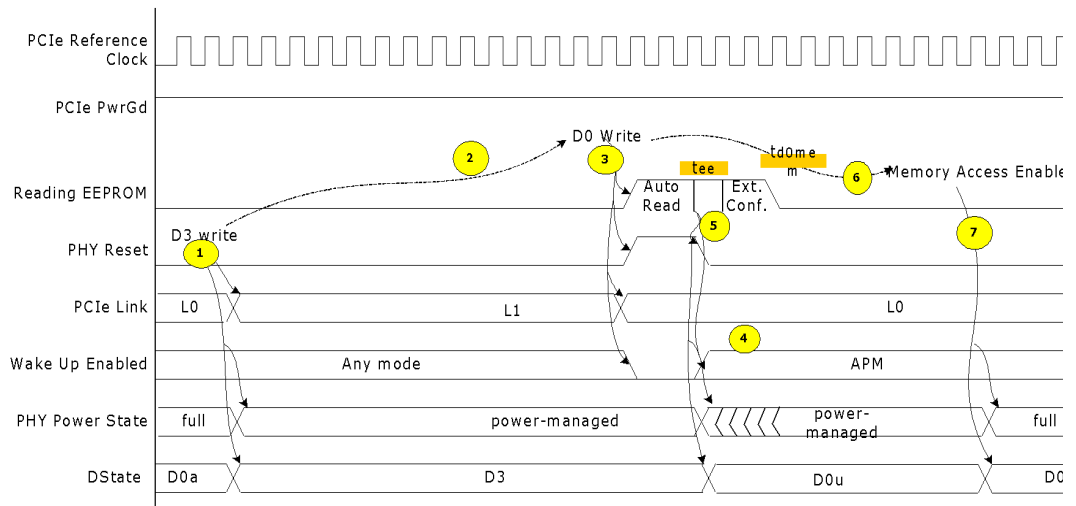 PCIe Reference
Clock
PCIe PwrGd
D0 Write
2
3
tee
td0me
m
6
Memory Access Enable
Reading EEPROM
Auto
Read
Ext.
Conf.
5
D3 write
1
7
PHY Reset
PCIe Link
L0
L1
L0
4
Wake Up Enabled
Any mode
APM
PHY Power State
full
power-managed
power-
managed
full
DState
D0a
D3
D0u
D0